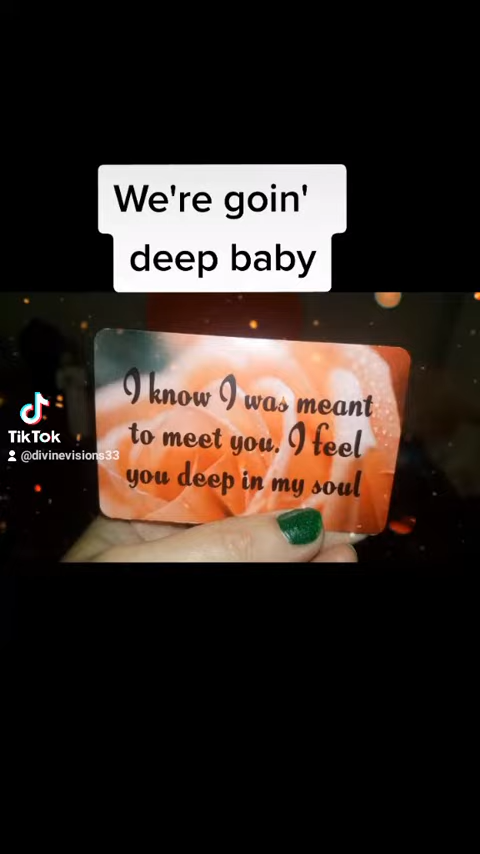 We're goin'
deep baby
I know I was meant
to meet you. I feel
you deep in my soul
TikTok
@divinevisions33